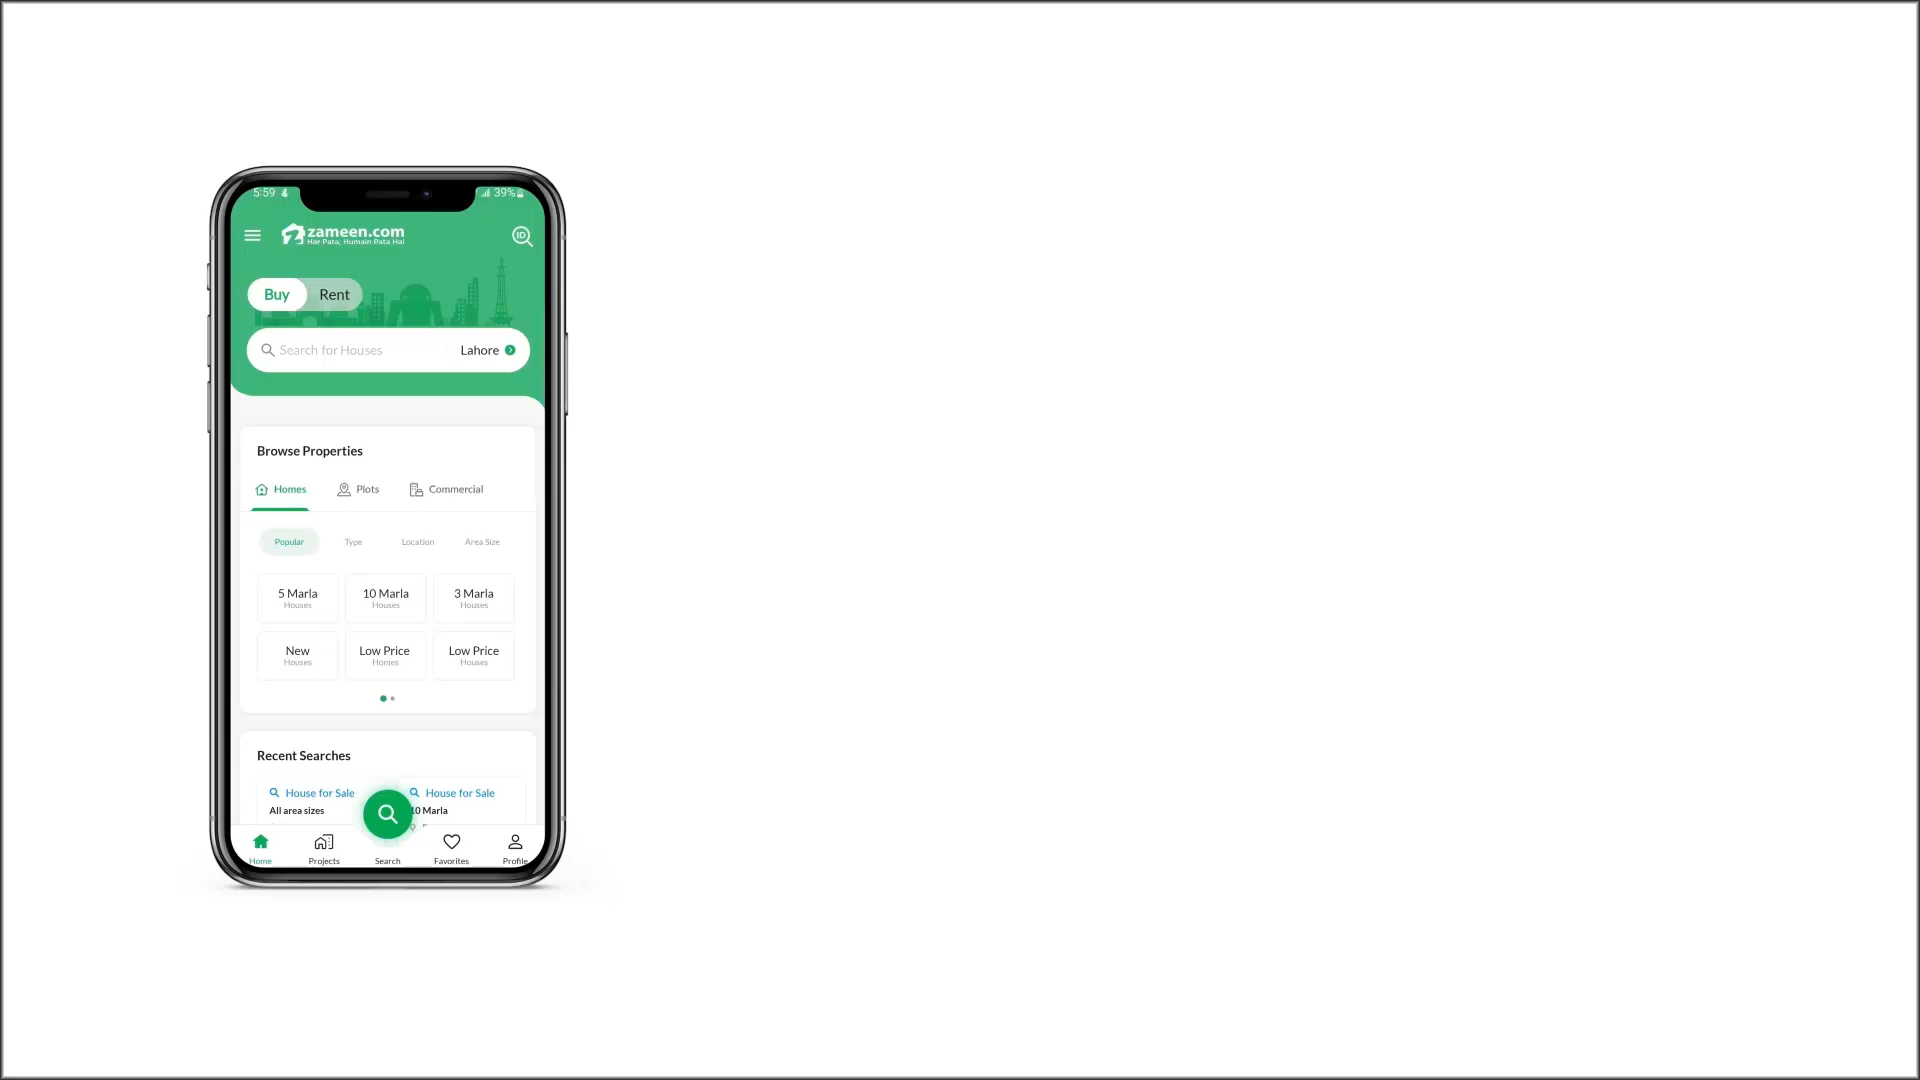 5:59
39%
zameen.com
Har Pata, Humain Pata Hai
ID
Buy Rent
Search for Houses Lahore
Browse Properties
Homes Plots Commercial
Popular Type Location Area Size
5 Marla 10 Marla 3 Marla
Houses Houses Houses
New Low Price Low Price
Houses Homes Houses
Recent Searches
House for Sale House for Sale
All area sizes 10 Marla
Home Projects Search Favorites Profile